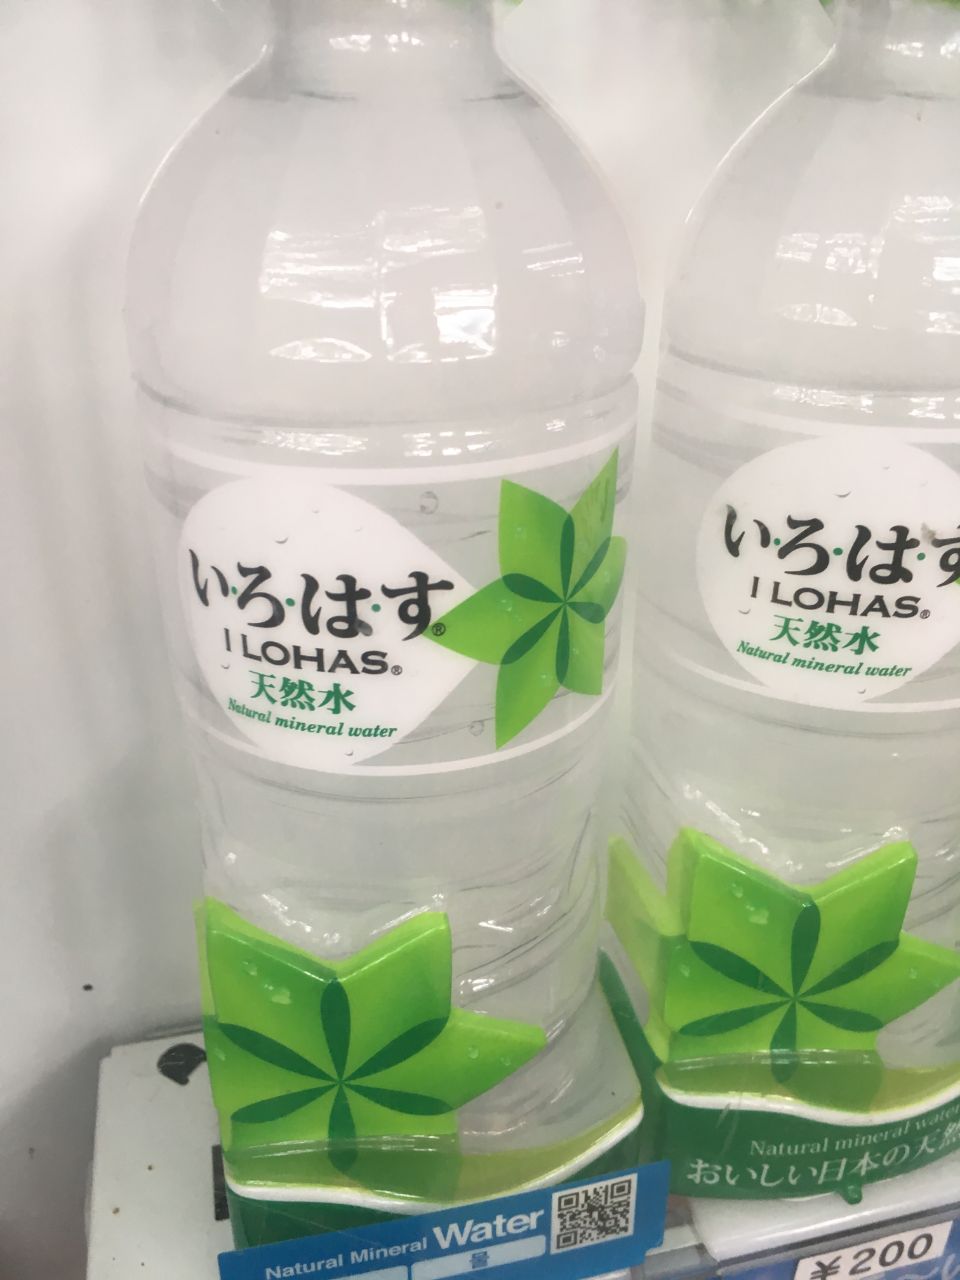 い・ろ・は・す®
I LOHAS®
天然水
Natural mineral water
い・ろ・は・す
I LOHAS®
天然水
Natural mineral water
Natural mineral water
おいしい日本の天然
Natural Mineral Water
물
¥200